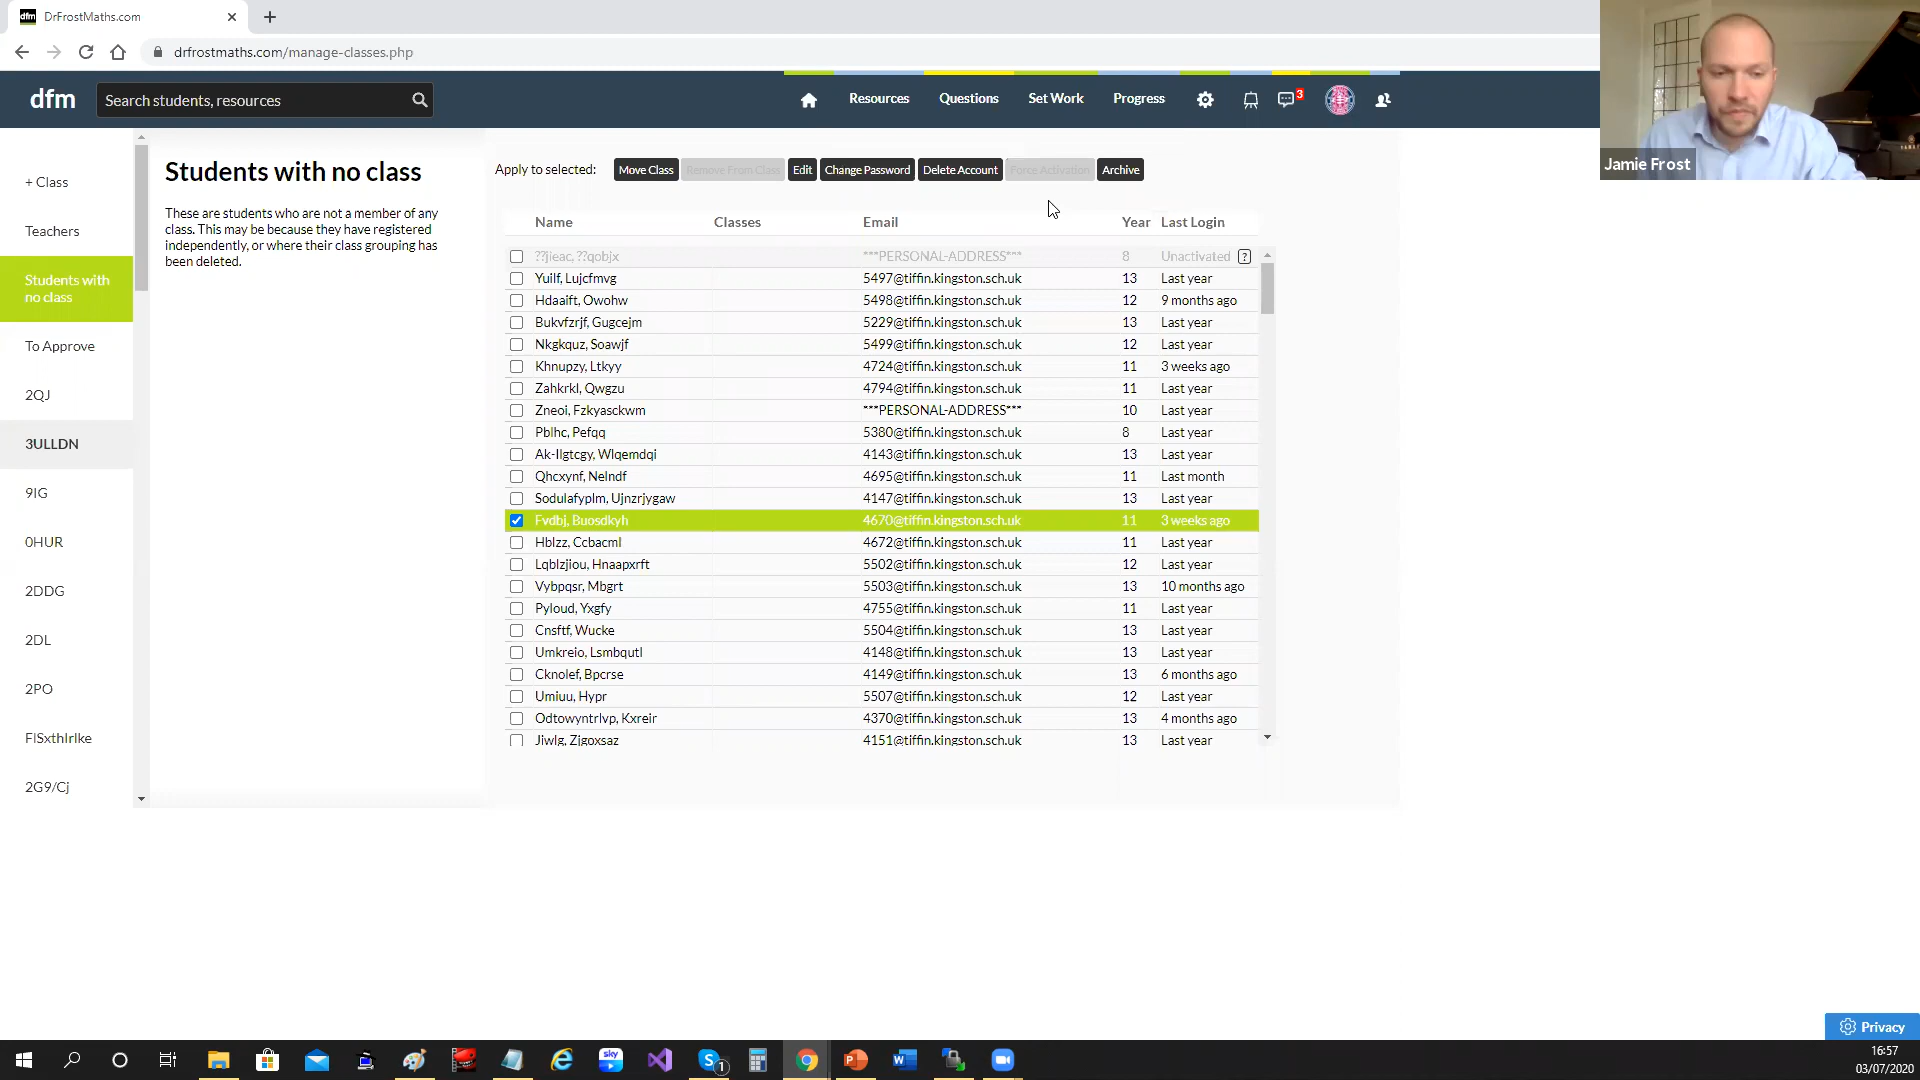 DrFrostMaths.com
drfrostmaths.com/manage-classes.php
dfm
Search students, resources
Resources
Questions
Set Work
Progress
3
Jamie Frost
+ Class
Teachers
Students with
no class
To Approve
2QJ
3ULLDN
9IG
0HUR
2DDG
2DL
2PO
FISxthIrIke
2G9/Cj
Students with no class
These are students who are not a member of any
class. This may be because they have registered
independently, or where their class grouping has
been deleted.
Apply to selected: Move Class Remove From Class Edit Change Password Delete Account Force Activation Archive
Name Classes Email Year Last Login
??jieac, ??qobjx ***PERSONAL-ADDRESS*** 8 Unactivated ?
Yuilf, Lujcfmvg 5497@tiffin.kingston.sch.uk 13 Last year
Hdaaift, Owohw 5498@tiffin.kingston.sch.uk 12 9 months ago
Bukvfzrjf, Gugcejm 5229@tiffin.kingston.sch.uk 13 Last year
Nkgkquz, Soawjf 5499@tiffin.kingston.sch.uk 12 Last year
Khnupzy, Ltkyy 4724@tiffin.kingston.sch.uk 11 3 weeks ago
Zahkrkl, Qwgzu 4794@tiffin.kingston.sch.uk 11 Last year
Zneoi, Fzkyasckwm ***PERSONAL-ADDRESS*** 10 Last year
Pblhc, Pefqq 5380@tiffin.kingston.sch.uk 8 Last year
Ak-Ilgtcgy, Wlqemdqi 4143@tiffin.kingston.sch.uk 13 Last year
Qhcxynf, Nelndf 4695@tiffin.kingston.sch.uk 11 Last month
Sodulafyplm, Ujnzrjygaw 4147@tiffin.kingston.sch.uk 13 Last year
Fvdbj, Buosdkyh 4670@tiffin.kingston.sch.uk 11 3 weeks ago
Hblzz, Ccbacml 4672@tiffin.kingston.sch.uk 11 Last year
Lqblzjiou, Hnaapxrft 5502@tiffin.kingston.sch.uk 12 Last year
Vybpqsr, Mbgrt 5503@tiffin.kingston.sch.uk 13 10 months ago
Pyloud, Yxgfy 4755@tiffin.kingston.sch.uk 11 Last year
Cnsftf, Wucke 5504@tiffin.kingston.sch.uk 13 Last year
Umkreio, Lsmbqutl 4148@tiffin.kingston.sch.uk 13 Last year
Cknolef, Bpcrse 4149@tiffin.kingston.sch.uk 13 6 months ago
Umiuu, Hypr 5507@tiffin.kingston.sch.uk 12 Last year
Odtowyntrlvp, Kxreir 4370@tiffin.kingston.sch.uk 13 4 months ago
Jiwlg, Zjgoxsaz 4151@tiffin.kingston.sch.uk 13 Last year
Privacy
sky
1
16:57
03/07/2020